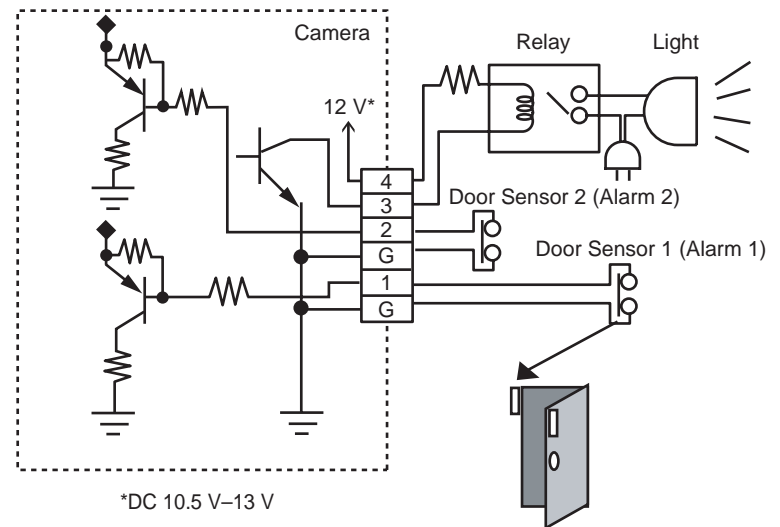 Camera
Relay
Light
12 V*
4
3
2
G
1
G
Door Sensor 2 (Alarm 2)
Door Sensor 1 (Alarm 1)
*DC 10.5 V–13 V